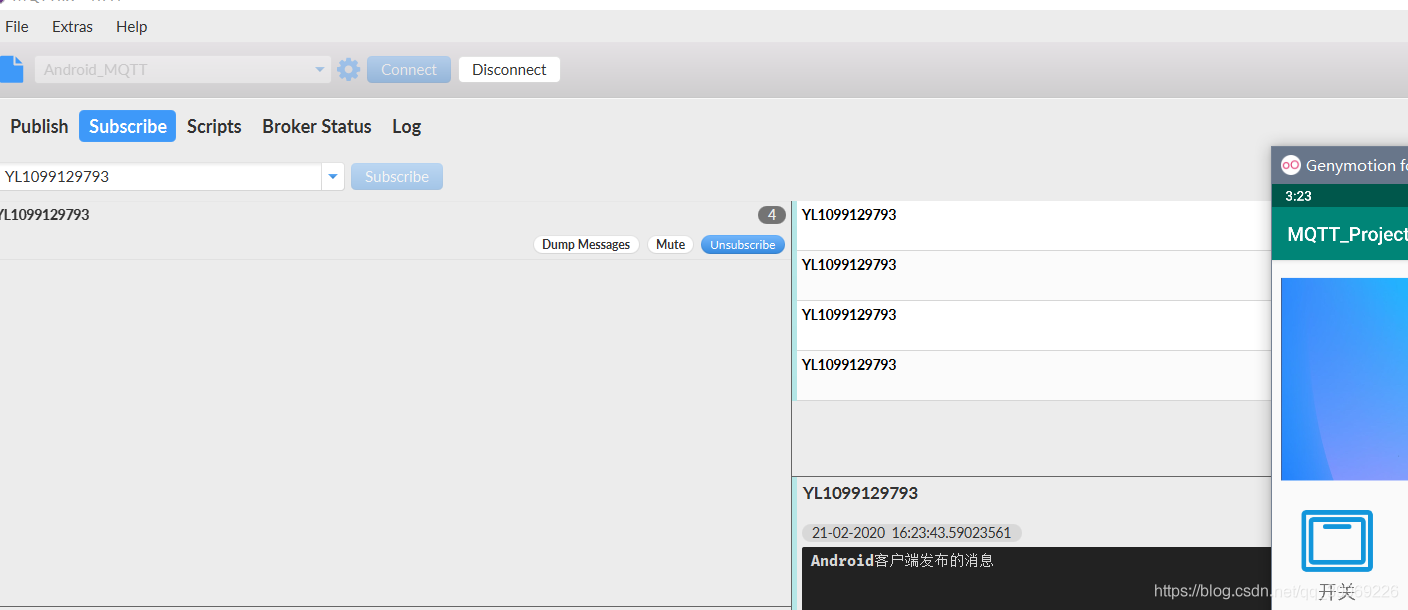 File Extras Help
Android_MQTT Connect Disconnect
Publish Subscribe Scripts Broker Status Log
YL1099129793 Subscribe
YL1099129793 4
Dump Messages Mute Unsubscribe
YL1099129793
YL1099129793
YL1099129793
YL1099129793
YL1099129793
21-02-2020 16:23:43.59023561
Android客户端发布的消息
Genymotion fo
3:23
MQTT_Project
开关
https://blog.csdn.net/